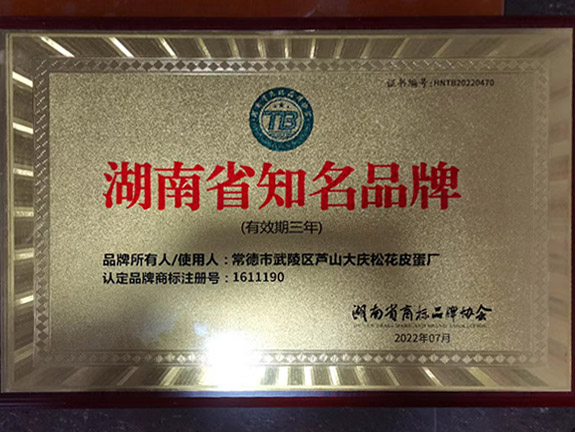 证书编号:HNTB20220470
TB
湖南省知名品牌
(有效期三年)
品牌所有人/使用人：常德市武陵区芦山大庆松花皮蛋厂
认定品牌商标注册号：1611190
湖南省商标品牌协会
2022年07月